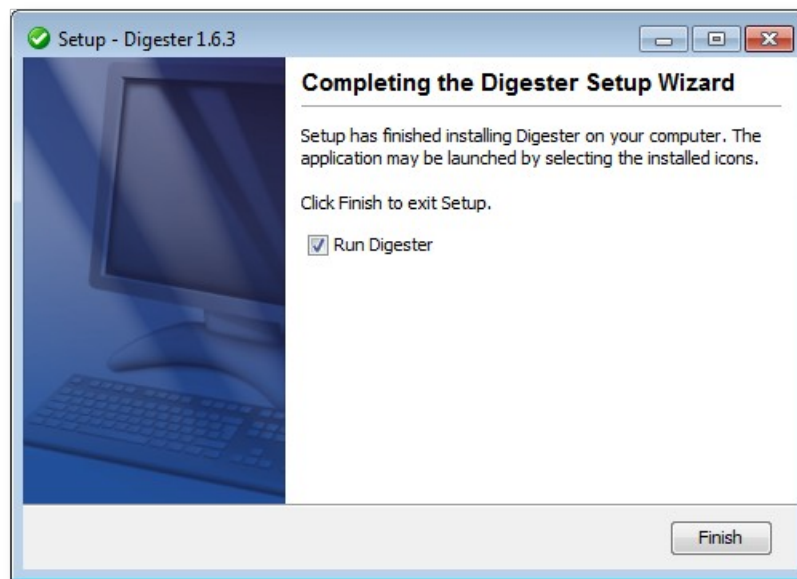 Setup - Digester 1.6.3
Completing the Digester Setup Wizard
Setup has finished installing Digester on your computer. The
application may be launched by selecting the installed icons.
Click Finish to exit Setup.
Run Digester
Finish